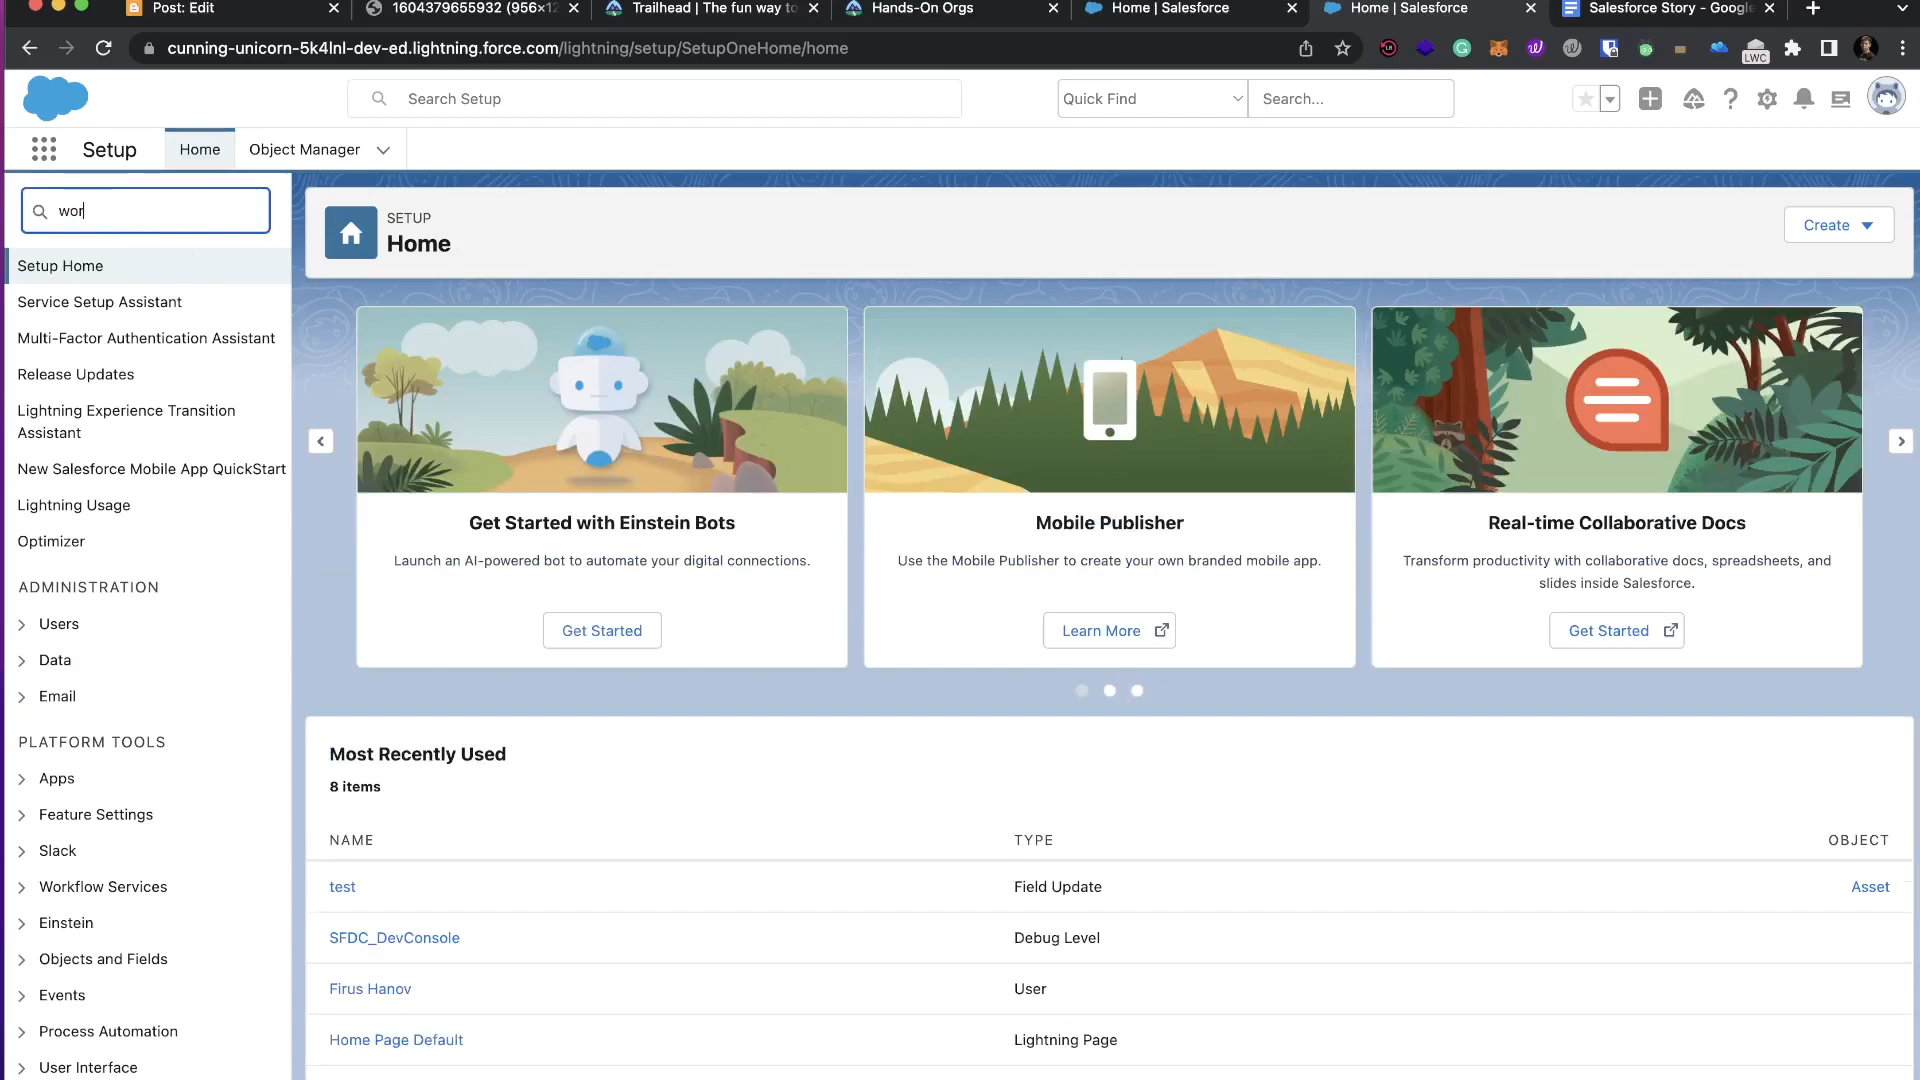 Post: Edit
1604379655932 (956×12
Trailhead | The fun way to
Hands-On Orgs
Home | Salesforce
Home | Salesforce
Salesforce Story - Google
cunning-unicorn-5k4lnl-dev-ed.lightning.force.com/lightning/setup/SetupOneHome/home
LWC
Search Setup
Quick Find
Search...
Setup
Home
Object Manager
wor
Setup Home
Service Setup Assistant
Multi-Factor Authentication Assistant
Release Updates
Lightning Experience Transition
Assistant
New Salesforce Mobile App QuickStart
Lightning Usage
Optimizer
ADMINISTRATION
Users
Data
Email
PLATFORM TOOLS
Apps
Feature Settings
Slack
Workflow Services
Einstein
Objects and Fields
Events
Process Automation
User Interface
SETUP
Home
Create
Get Started with Einstein Bots
Launch an AI-powered bot to automate your digital connections.
Get Started
Mobile Publisher
Use the Mobile Publisher to create your own branded mobile app.
Learn More
Real-time Collaborative Docs
Transform productivity with collaborative docs, spreadsheets, and
slides inside Salesforce.
Get Started
Most Recently Used
8 items
NAME TYPE OBJECT
test Field Update Asset
SFDC_DevConsole Debug Level
Firus Hanov User
Home Page Default Lightning Page